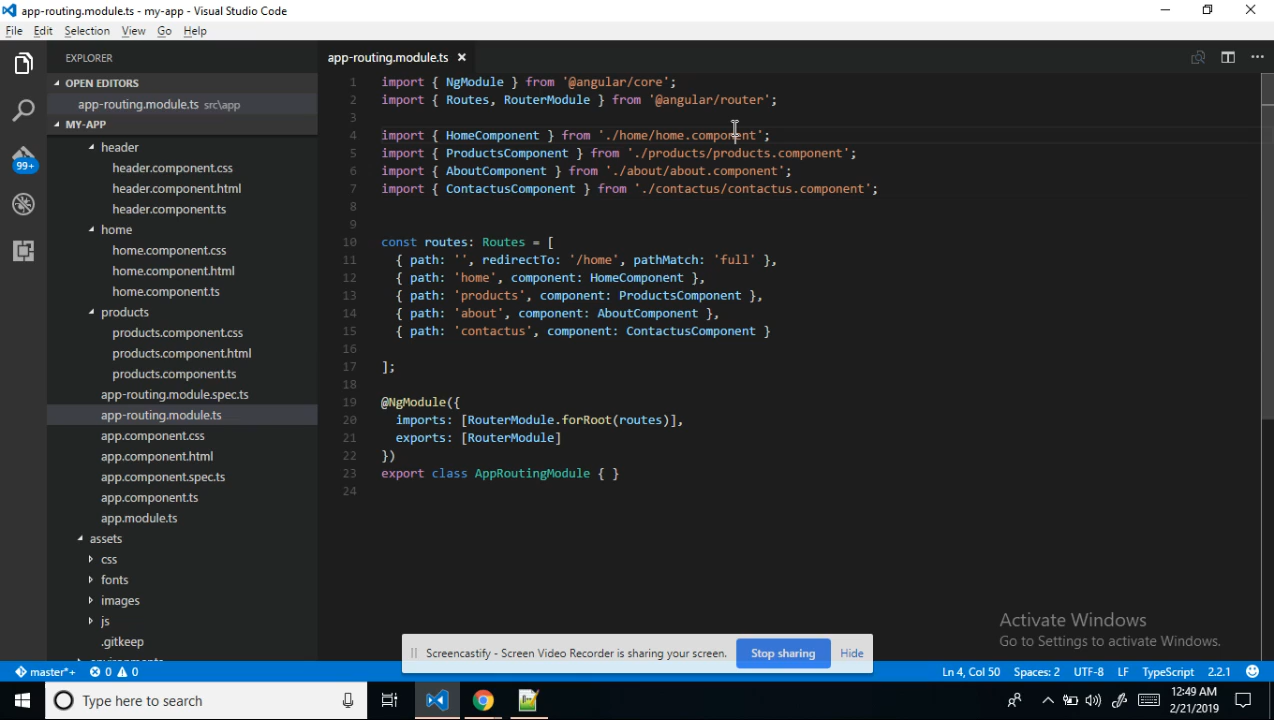 app-routing.module.ts - my-app - Visual Studio Code
File Edit Selection View Go Help
EXPLORER
OPEN EDITORS
app-routing.module.ts src\app
MY-APP
header
header.component.css
header.component.html
header.component.ts
home
home.component.css
home.component.html
home.component.ts
products
products.component.css
products.component.html
products.component.ts
app-routing.module.spec.ts
app-routing.module.ts
app.component.css
app.component.html
app.component.spec.ts
app.component.ts
app.module.ts
assets
css
fonts
images
js
.gitkeep
99+
app-routing.module.ts
1 import { NgModule } from '@angular/core';
2 import { Routes, RouterModule } from '@angular/router';
3
4 import { HomeComponent } from './home/home.component';
5 import { ProductsComponent } from './products/products.component';
6 import { AboutComponent } from './about/about.component';
7 import { ContactusComponent } from './contactus/contactus.component';
8
9
10 const routes: Routes = [
11 { path: '', redirectTo: '/home', pathMatch: 'full' },
12 { path: 'home', component: HomeComponent },
13 { path: 'products', component: ProductsComponent },
14 { path: 'about', component: AboutComponent },
15 { path: 'contactus', component: ContactusComponent }
16
17 ];
18
19 @NgModule({
20 imports: [RouterModule.forRoot(routes)],
21 exports: [RouterModule]
22 })
23 export class AppRoutingModule { }
24
Activate Windows
Go to Settings to activate Windows.
Screencastify - Screen Video Recorder is sharing your screen. Stop sharing Hide
master*+ 0 0 Ln 4, Col 50 Spaces: 2 UTF-8 LF TypeScript 2.2.1
Type here to search
12:49 AM
2/21/2019